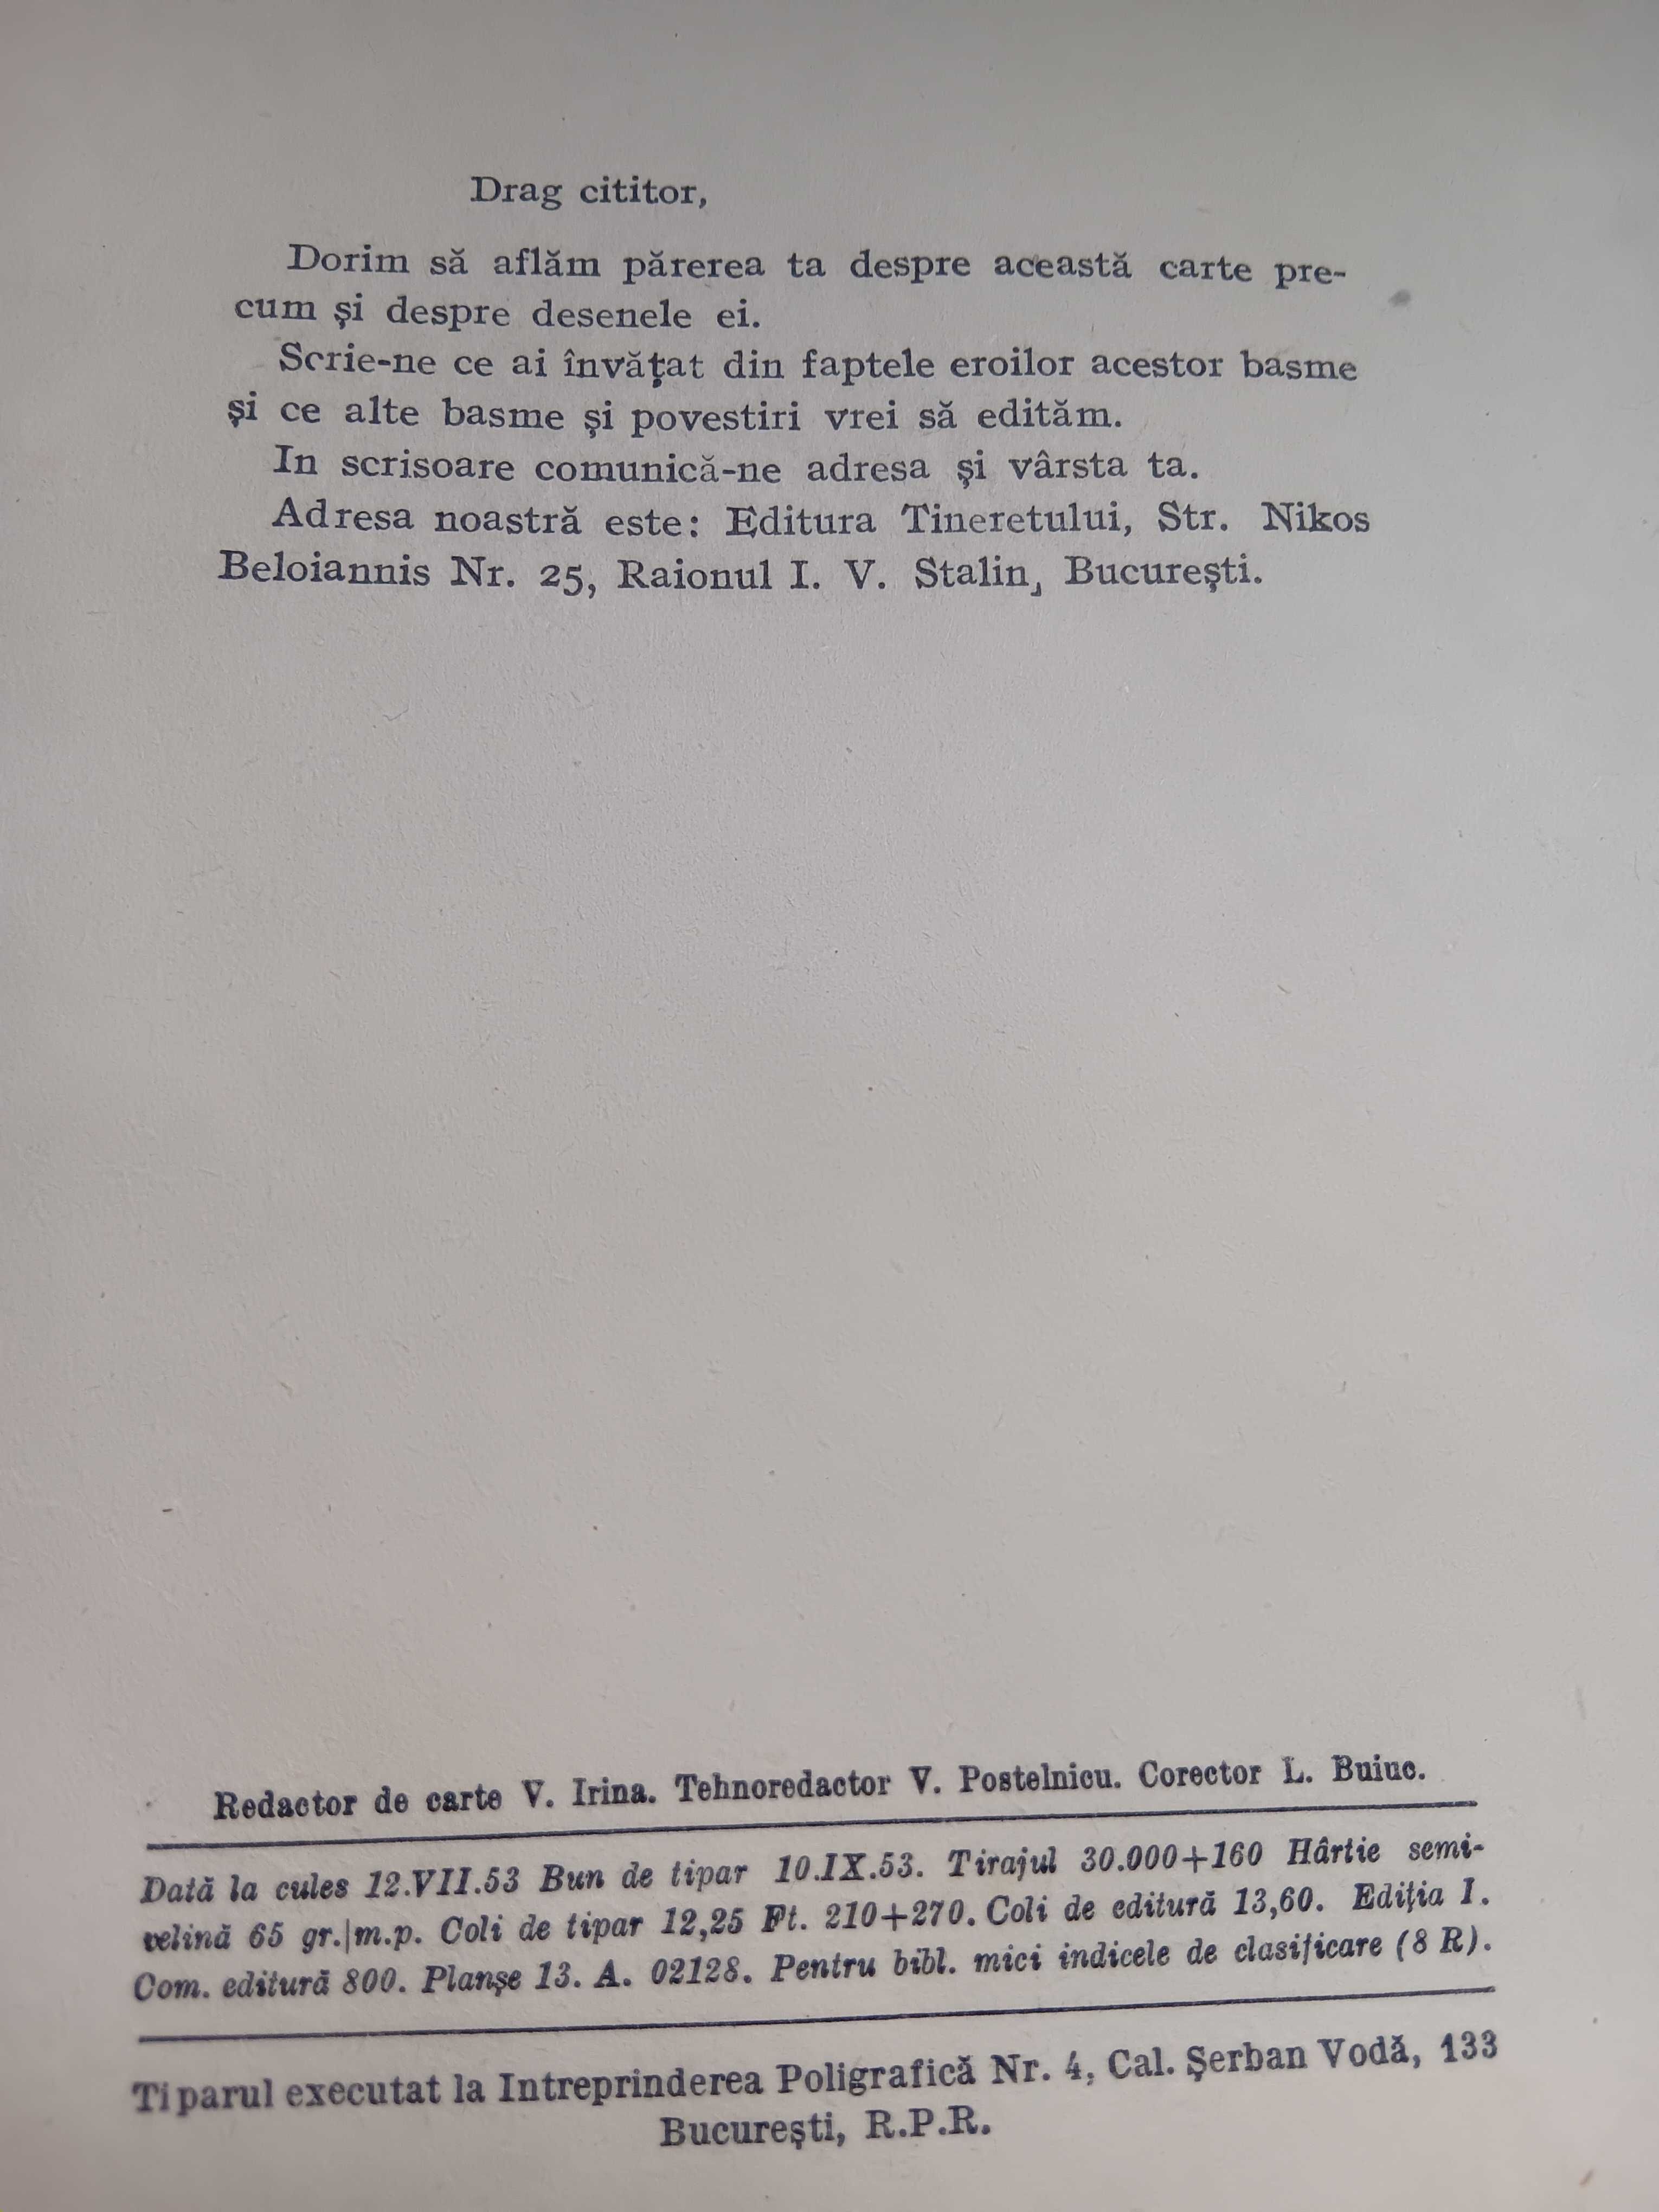 Drag cititor,
Dorim să aflăm părerea ta despre această carte pre-
cum şi despre desenele ei.
Scrie-ne ce ai învăţat din faptele eroilor acestor basme
şi ce alte basme şi povestiri vrei să edităm.
In scrisoare comunică-ne adresa şi vârsta ta.
Adresa noastră este: Editura Tineretului, Str. Nikos
Beloiannis Nr. 25, Raionul I. V. Stalin, Bucureşti.
Redactor de carte V. Irina. Tehnoredactor V. Postelnicu. Corector L. Buiuc.
Dată la cules 12.VII.53 Bun de tipar 10.IX.53. Tirajul 30.000+160 Hârtie semi-
velină 65 gr.|m.p. Coli de tipar 12,25 Ft. 210+270. Coli de editură 13,60. Ediţia I.
Com. editură 800. Planşe 13. A. 02128. Pentru bibl. mici indicele de clasificare (8 R).
Tiparul executat la Intreprinderea Poligrafică Nr. 4, Cal. Şerban Vodă, 133
Bucureşti, R.P.R.